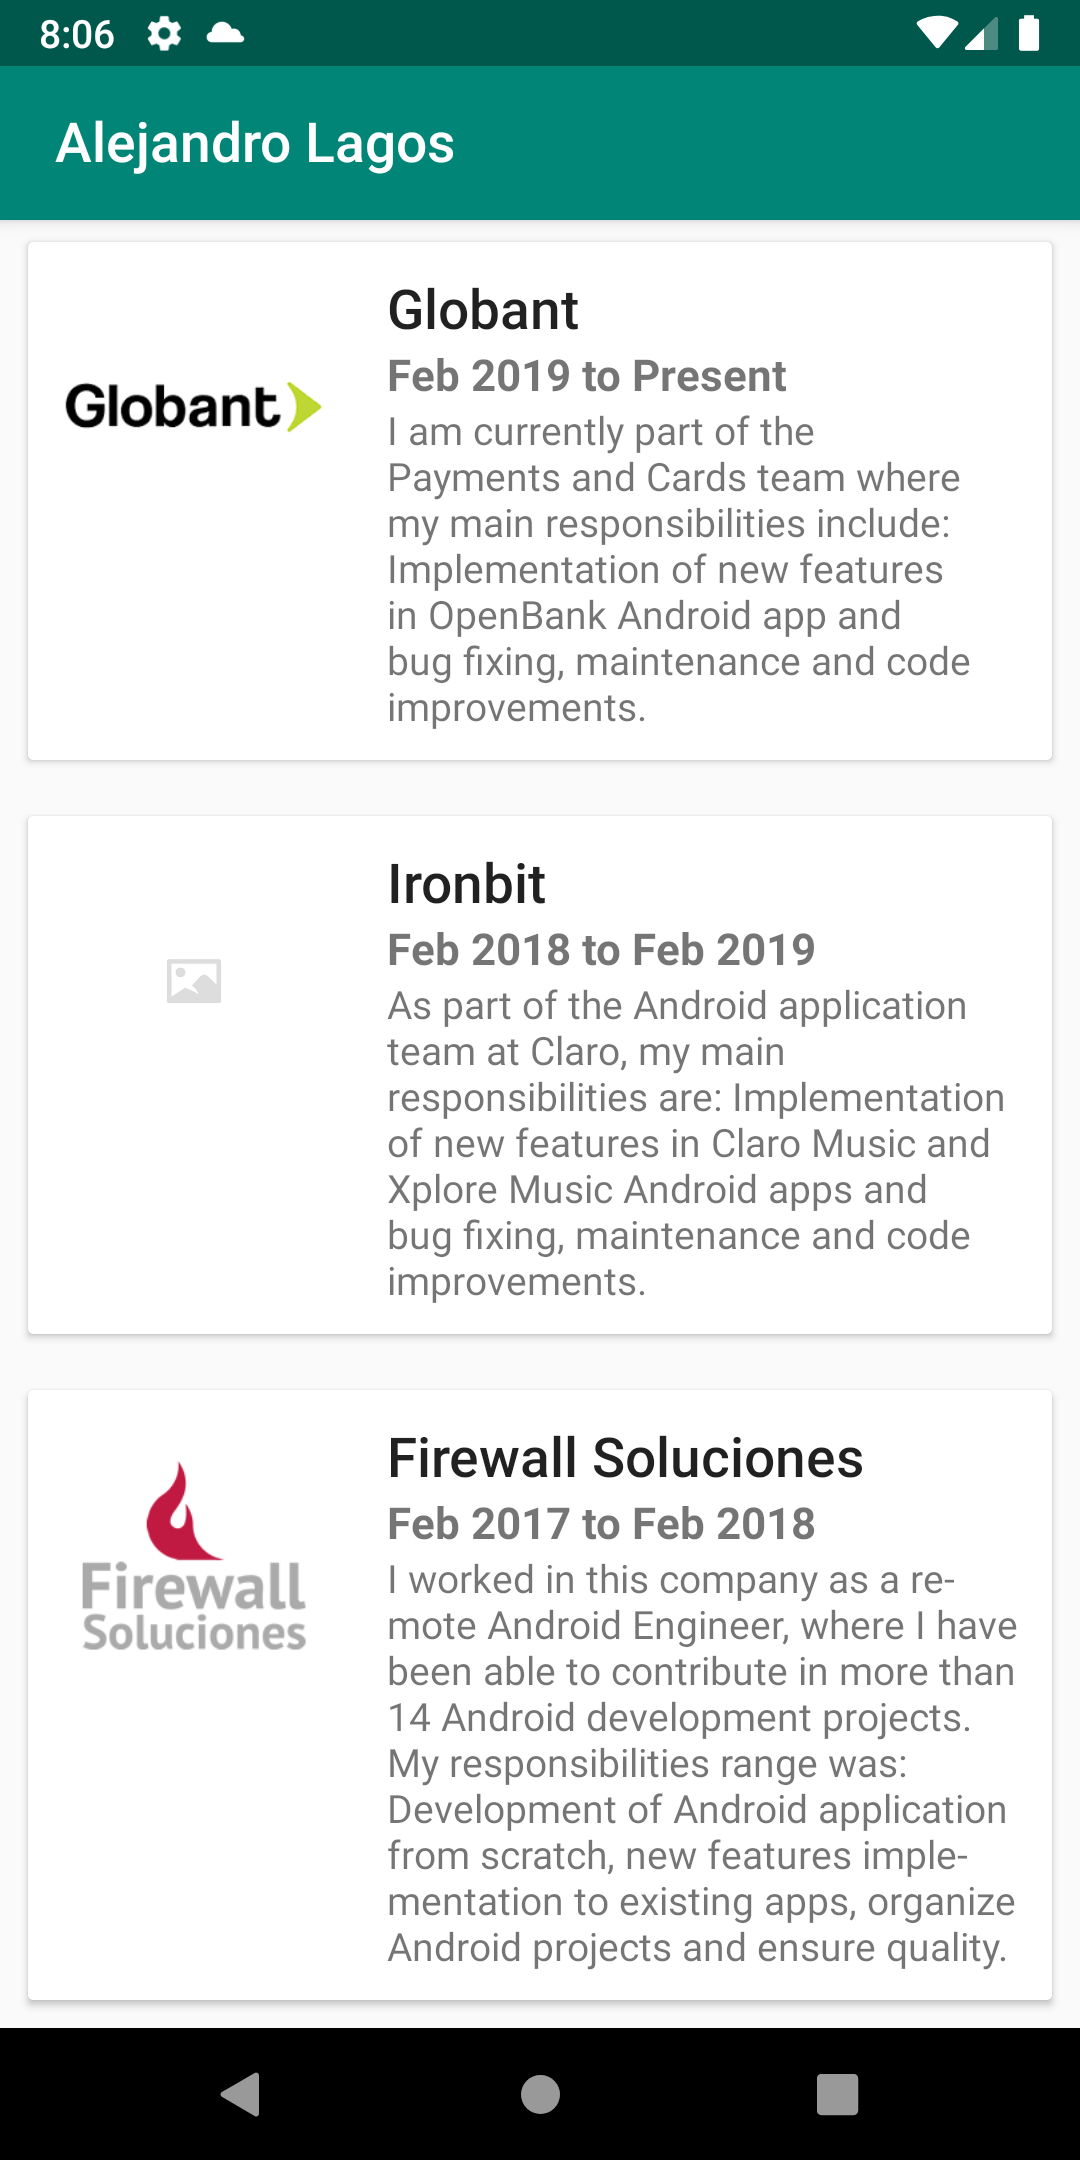 8:06
Alejandro Lagos
Globant
Globant
Feb 2019 to Present
I am currently part of the
Payments and Cards team where
my main responsibilities include:
Implementation of new features
in OpenBank Android app and
bug fixing, maintenance and code
improvements.
Ironbit
Feb 2018 to Feb 2019
As part of the Android application
team at Claro, my main
responsibilities are: Implementation
of new features in Claro Music and
Xplore Music Android apps and
bug fixing, maintenance and code
improvements.
Firewall
Soluciones
Firewall Soluciones
Feb 2017 to Feb 2018
I worked in this company as a re-
mote Android Engineer, where I have
been able to contribute in more than
14 Android development projects.
My responsibilities range was:
Development of Android application
from scratch, new features imple-
mentation to existing apps, organize
Android projects and ensure quality.